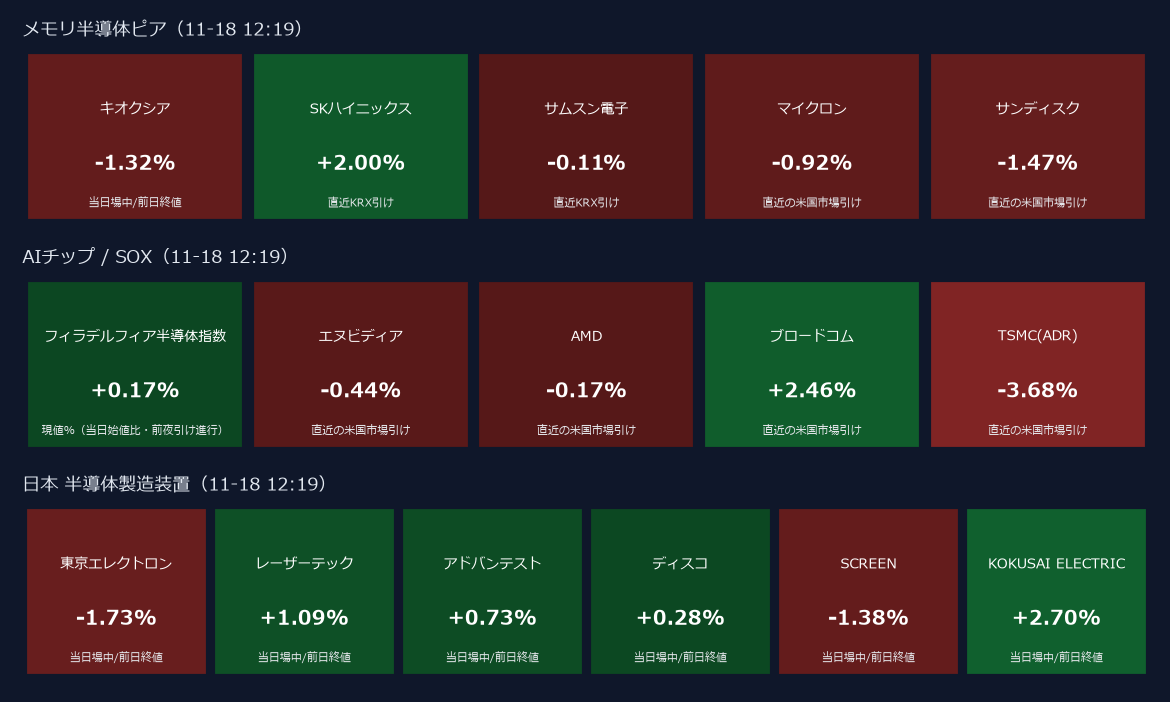 メモリ半導体ピア（11-18 12:19）
キオクシア
-1.32%
当日場中/前日終値
SKハイニックス
+2.00%
直近KRX引け
サムスン電子
-0.11%
直近KRX引け
マイクロン
-0.92%
直近の米国市場引け
サンディスク
-1.47%
直近の米国市場引け
AIチップ / SOX（11-18 12:19）
フィラデルフィア半導体指数
+0.17%
現値%（当日始値比・前夜引け進行）
エヌビディア
-0.44%
直近の米国市場引け
AMD
-0.17%
直近の米国市場引け
ブロードコム
+2.46%
直近の米国市場引け
TSMC(ADR)
-3.68%
直近の米国市場引け
日本 半導体製造装置（11-18 12:19）
東京エレクトロン
-1.73%
当日場中/前日終値
レーザーテック
+1.09%
当日場中/前日終値
アドバンテスト
+0.73%
当日場中/前日終値
ディスコ
+0.28%
当日場中/前日終値
SCREEN
-1.38%
当日場中/前日終値
KOKUSAI ELECTRIC
+2.70%
当日場中/前日終値